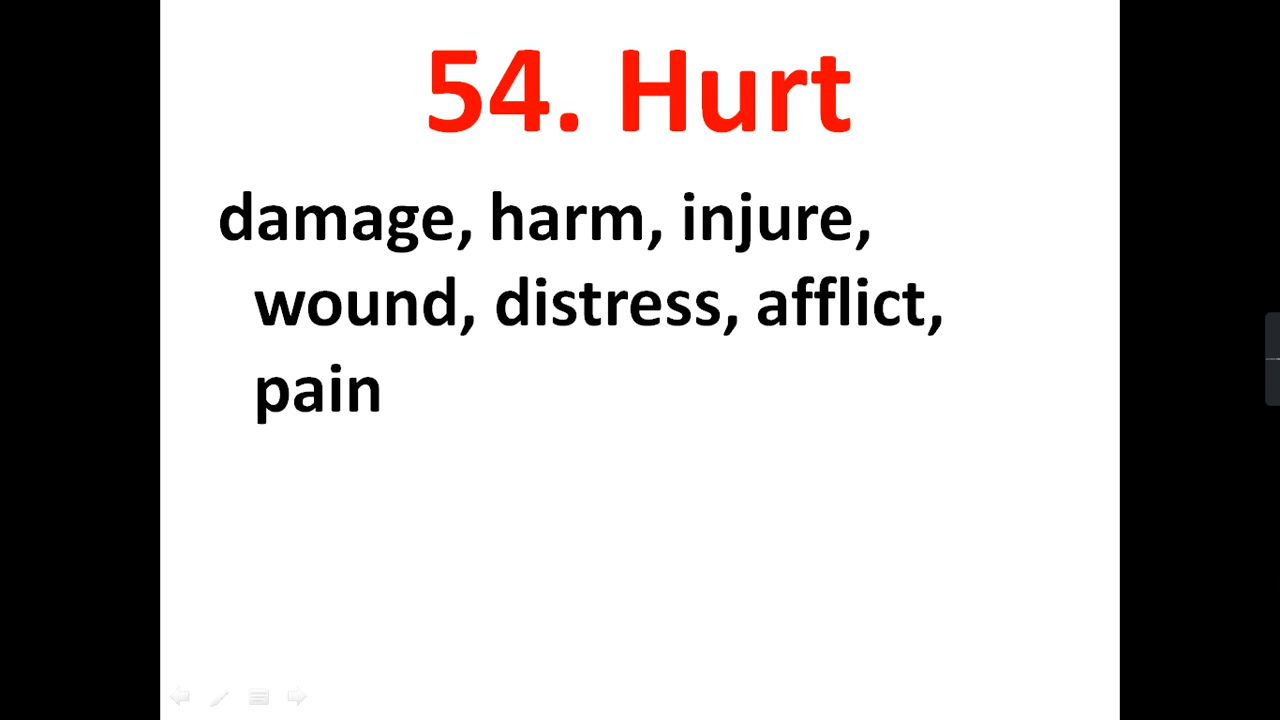 54. Hurt
damage, harm, injure,
wound, distress, afflict,
pain